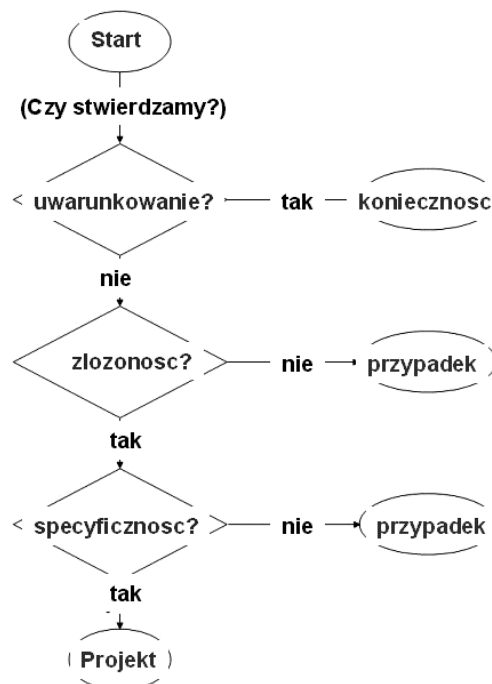 Start
(Czy stwierdzamy?)
uwarunkowanie?
tak
koniecznosc
nie
zlozonosc?
nie
przypadek
tak
specyficznosc?
nie
przypadek
tak
Projekt